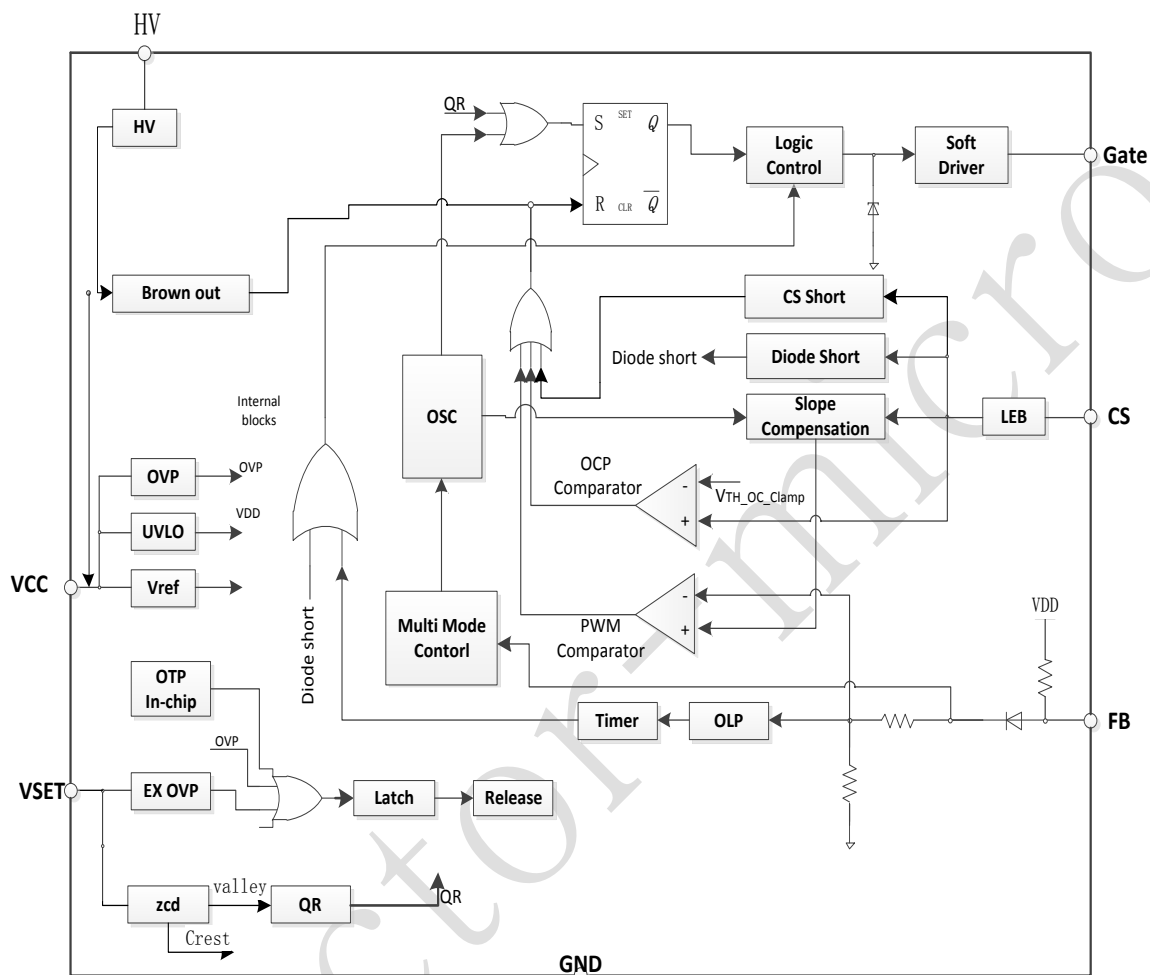 HV
HV
QR
S SET Q
R CLR Q
Logic
Control
Soft
Driver
Gate
Brown out
CS Short
Diode short
Diode Short
Internal
blocks
OSC
Slope
Compensation
LEB
CS
OVP
OVP
OCP
Comparator
-
+
VTH_OC_Clamp
UVLO
VDD
VCC
Vref
Diode short
Multi Mode
Contorl
PWM
Comparator
-
+
VDD
OTP
In-chip
Timer
OLP
FB
OVP
VSET
EX OVP
Latch
Release
zcd
valley
QR
QR
Crest
GND
ctor-micro